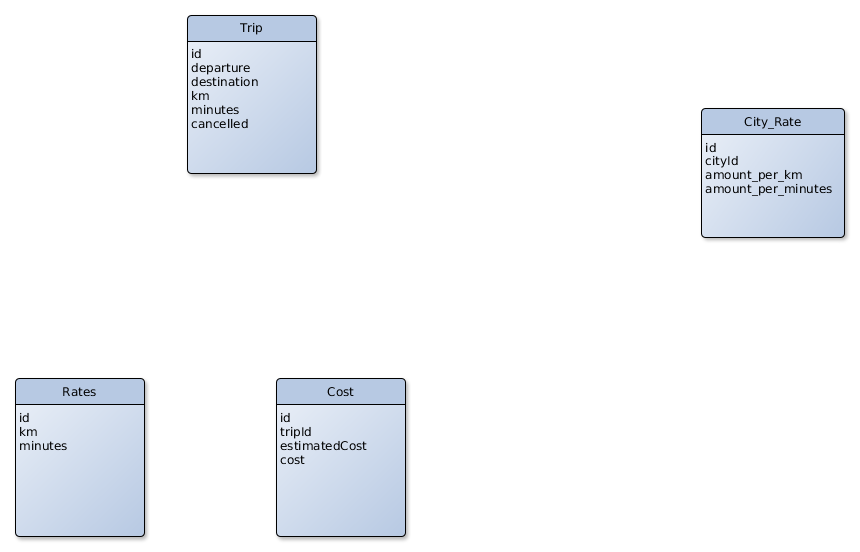 Trip
id
departure
destination
km
minutes
cancelled
City_Rate
id
cityId
amount_per_km
amount_per_minutes
Rates
id
km
minutes
Cost
id
tripId
estimatedCost
cost